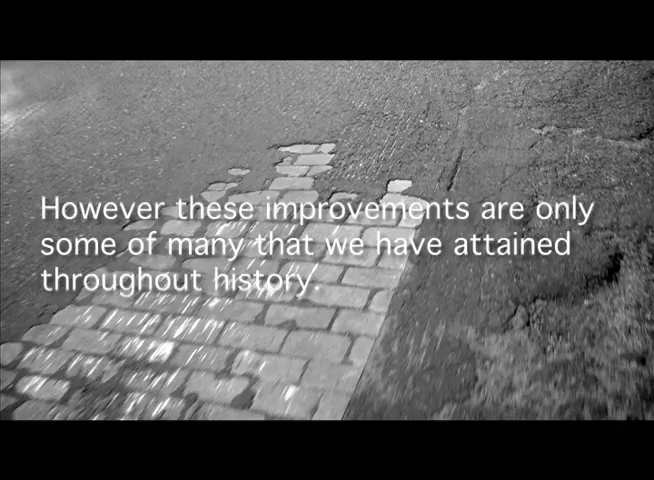 However these improvements are only
some of many that we have attained
throughout history.